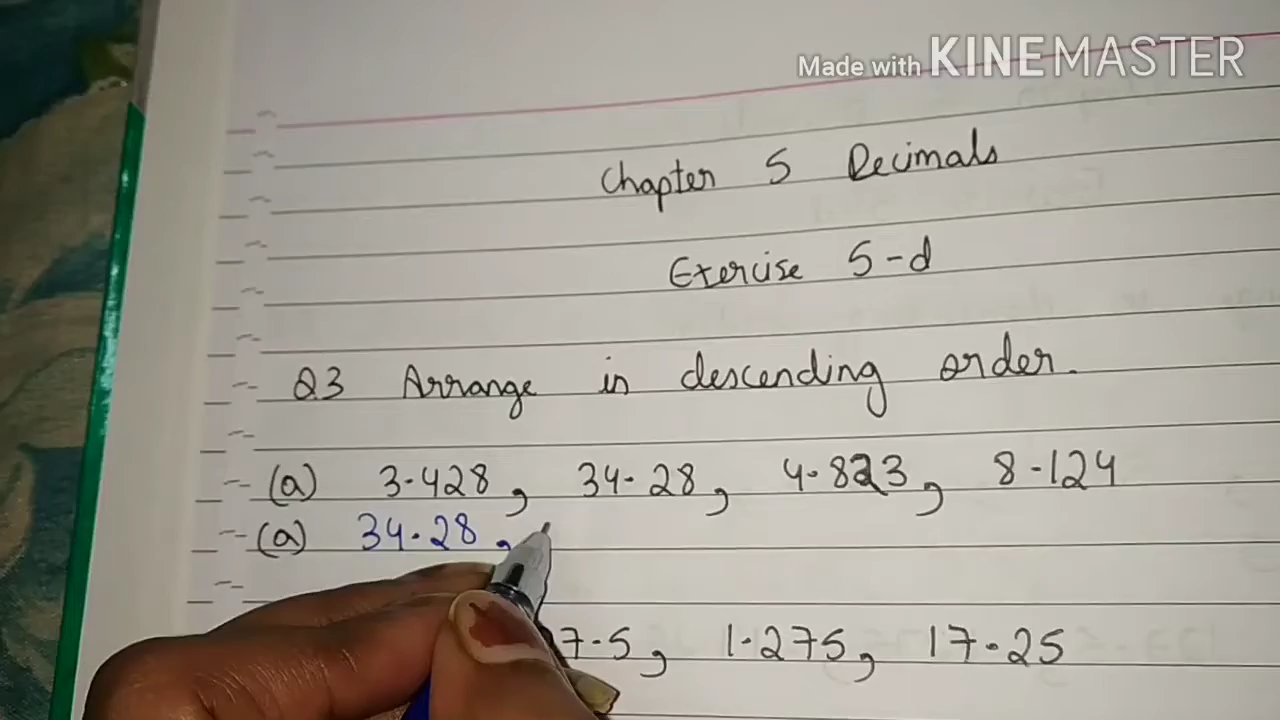 Made with KINEMASTER
Chapter 5 Decimals
Exercise 5-d
Q3 Arrange in descending order.
(a) 3.428, 34.28, 4.823, 8.124
(a) 34.28,
7.5, 1.275, 17.25